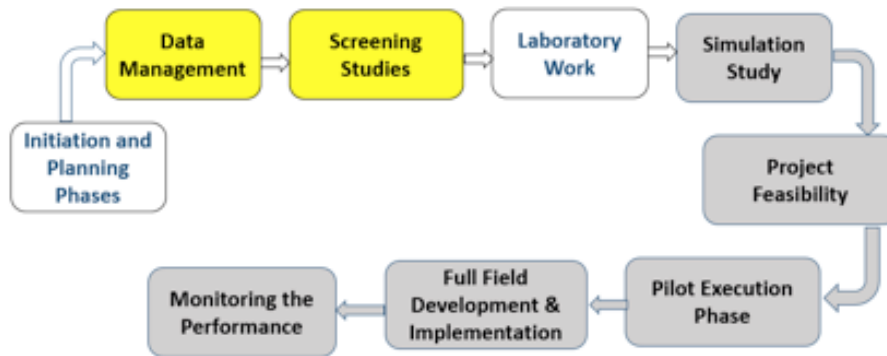 Data
Management
Screening
Studies
Laboratory
Work
Simulation
Study
Initiation and
Planning
Phases
Project
Feasibility
Pilot Execution
Phase
Full Field
Development &
Implementation
Monitoring the
Performance